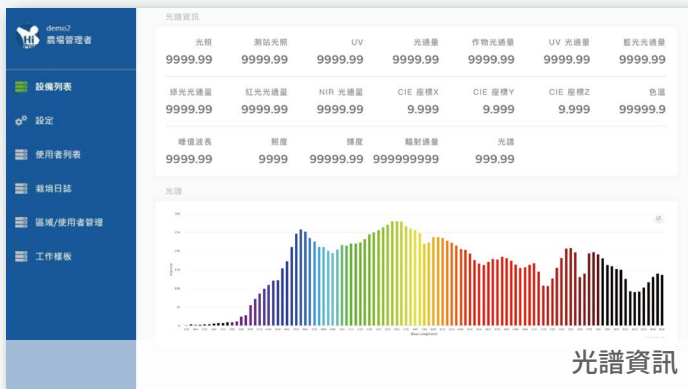 demo2
農場管理者
設備列表
設定
使用者列表
栽培日誌
區域/使用者管理
工作樣板
光譜資訊
光照 測站光照 UV 光通量 作物光通量 UV 光通量 藍光光通量
9999.99 9999.99 9999.99 9999.99 9999.99 9999.99 9999.99
綠光光通量 紅光光通量 NIR 光通量 CIE 座標X CIE 座標Y CIE 座標Z 色溫
9999.99 9999.99 9999.99 9.999 9.999 9.999 99999.9
峰值波長 照度 輝度 輻射通量 光譜
9999.99 9999 99999.99 999999999 999.99
光譜
光譜資訊